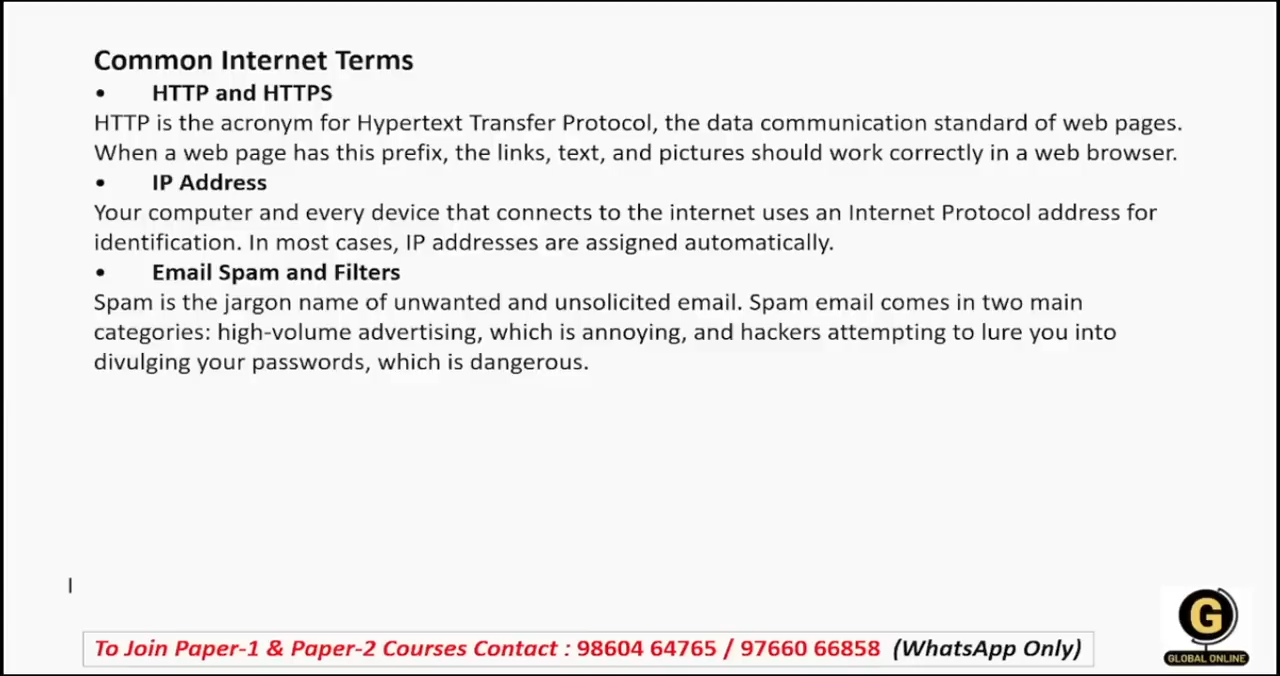 Common Internet Terms
• HTTP and HTTPS
HTTP is the acronym for Hypertext Transfer Protocol, the data communication standard of web pages.
When a web page has this prefix, the links, text, and pictures should work correctly in a web browser.
• IP Address
Your computer and every device that connects to the internet uses an Internet Protocol address for
identification. In most cases, IP addresses are assigned automatically.
• Email Spam and Filters
Spam is the jargon name of unwanted and unsolicited email. Spam email comes in two main
categories: high-volume advertising, which is annoying, and hackers attempting to lure you into
divulging your passwords, which is dangerous.
To Join Paper-1 & Paper-2 Courses Contact : 98604 64765 / 97660 66858 (WhatsApp Only)
G
GLOBAL ONLINE